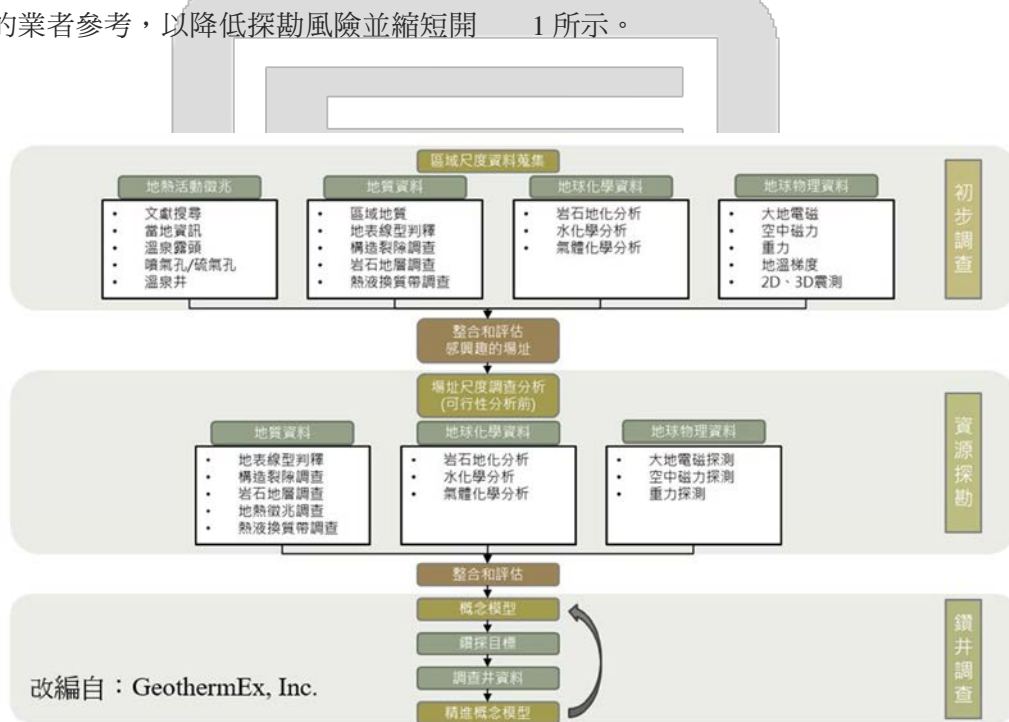 的業者參考，以降低探勘風險並縮短開
1 所示。
區域尺度資料蒐集
初步調查
地熱活動徵兆
• 文獻搜尋
• 當地資訊
• 溫泉露頭
• 噴氣孔/硫氣孔
• 溫泉井
地質資料
• 區域地質
• 地表線型判釋
• 構造裂隙調查
• 岩石地層調查
• 熱液換質帶調查
地球化學資料
• 岩石地化分析
• 水化學分析
• 氣體化學分析
地球物理資料
• 大地電磁
• 空中磁力
• 重力
• 地溫梯度
• 2D、3D震測
整合和評估
感興趣的場址
場址尺度調查分析
(可行性分析前)
資源探勘
地質資料
• 地表線型判釋
• 構造裂隙調查
• 岩石地層調查
• 地熱徵兆調查
• 熱液換質帶調查
地球化學資料
• 岩石地化分析
• 水化學分析
• 氣體化學分析
地球物理資料
• 大地電磁探測
• 空中磁力探測
• 重力探測
整合和評估
概念模型
鑽探目標
調查井資料
精進概念模型
鑽井調查
改編自：GeothermEx, Inc.